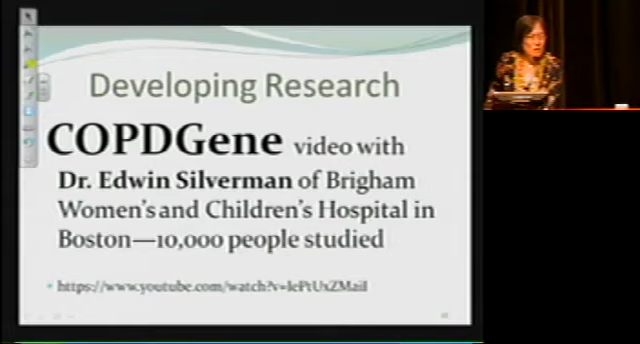 Developing Research
COPDGene video with
Dr. Edwin Silverman of Brigham
Women's and Children's Hospital in
Boston—10,000 people studied